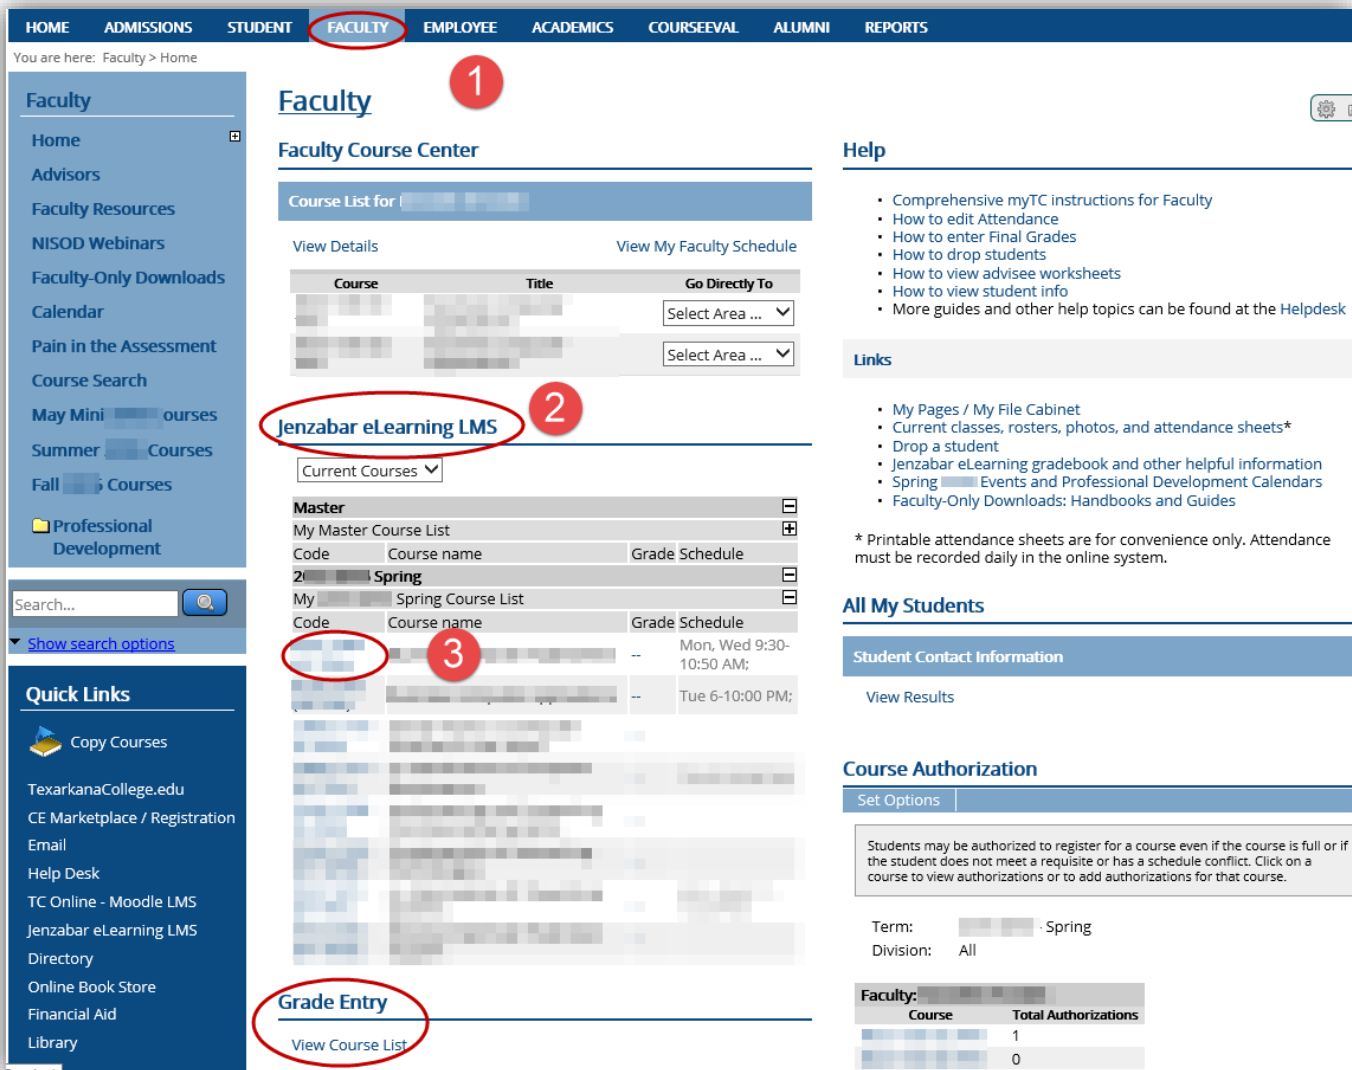 HOME ADMISSIONS STUDENT FACULTY EMPLOYEE ACADEMICS COURSEEVAL ALUMNI REPORTS
You are here: Faculty > Home
1
Faculty
Home
Advisors
Faculty Resources
NISOD Webinars
Faculty-Only Downloads
Calendar
Pain in the Assessment
Course Search
May Mini ourses
Summer Courses
Fall Courses
Professional
Development
Search...
Show search options
Quick Links
Copy Courses
TexarkanaCollege.edu
CE Marketplace / Registration
Email
Help Desk
TC Online - Moodle LMS
Jenzabar eLearning LMS
Directory
Online Book Store
Financial Aid
Library
Faculty
Faculty Course Center
Course List for
View Details View My Faculty Schedule
Course Title Go Directly To
Select Area ...
Select Area ...
2
Jenzabar eLearning LMS
Current Courses
Master
My Master Course List
Code Course name Grade Schedule
Spring
My Spring Course List
Code Course name Grade Schedule
3
-- Mon, Wed 9:30-
10:50 AM;
-- Tue 6-10:00 PM;
Grade Entry
View Course List
Help
• Comprehensive myTC instructions for Faculty
• How to edit Attendance
• How to enter Final Grades
• How to drop students
• How to view advisee worksheets
• How to view student info
• More guides and other help topics can be found at the Helpdesk
Links
• My Pages / My File Cabinet
• Current classes, rosters, photos, and attendance sheets*
• Drop a student
• Jenzabar eLearning gradebook and other helpful information
• Spring Events and Professional Development Calendars
• Faculty-Only Downloads: Handbooks and Guides
* Printable attendance sheets are for convenience only. Attendance
must be recorded daily in the online system.
All My Students
Student Contact Information
View Results
Course Authorization
Set Options
Students may be authorized to register for a course even if the course is full or if
the student does not meet a requisite or has a schedule conflict. Click on a
course to view authorizations or to add authorizations for that course.
Term: - Spring
Division: All
Faculty:
Course Total Authorizations
1
0